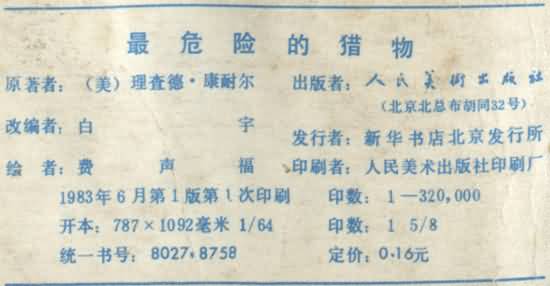 最危险的猎物
原著者：（美）理查德·康耐尔
改编者：白宇
绘者：费声福
1983年6月第1版第1次印刷
开本：787×1092毫米 1/64
统一书号：8027·8758
出版者：人民美術出版社
（北京北总布胡同32号）
发行者：新华书店北京发行所
印刷者：人民美术出版社印刷厂
印数：1—320,000
印数：1 5/8
定价：0.16元